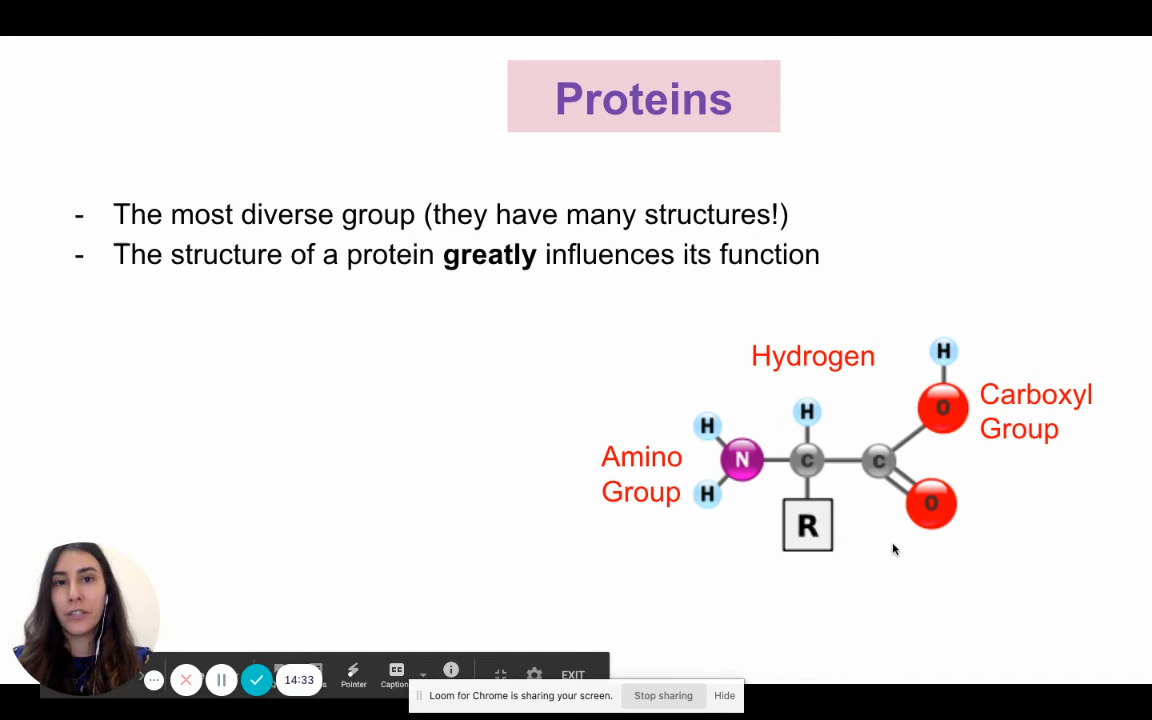 Proteins
- The most diverse group (they have many structures!)
- The structure of a protein greatly influences its function
Hydrogen
H
Carboxyl
Group
O
H
H
Amino
Group
N
C
C
H
O
R
Pointer
Caption
EXIT
14:33
Loom for Chrome is sharing your screen.
Stop sharing
Hide